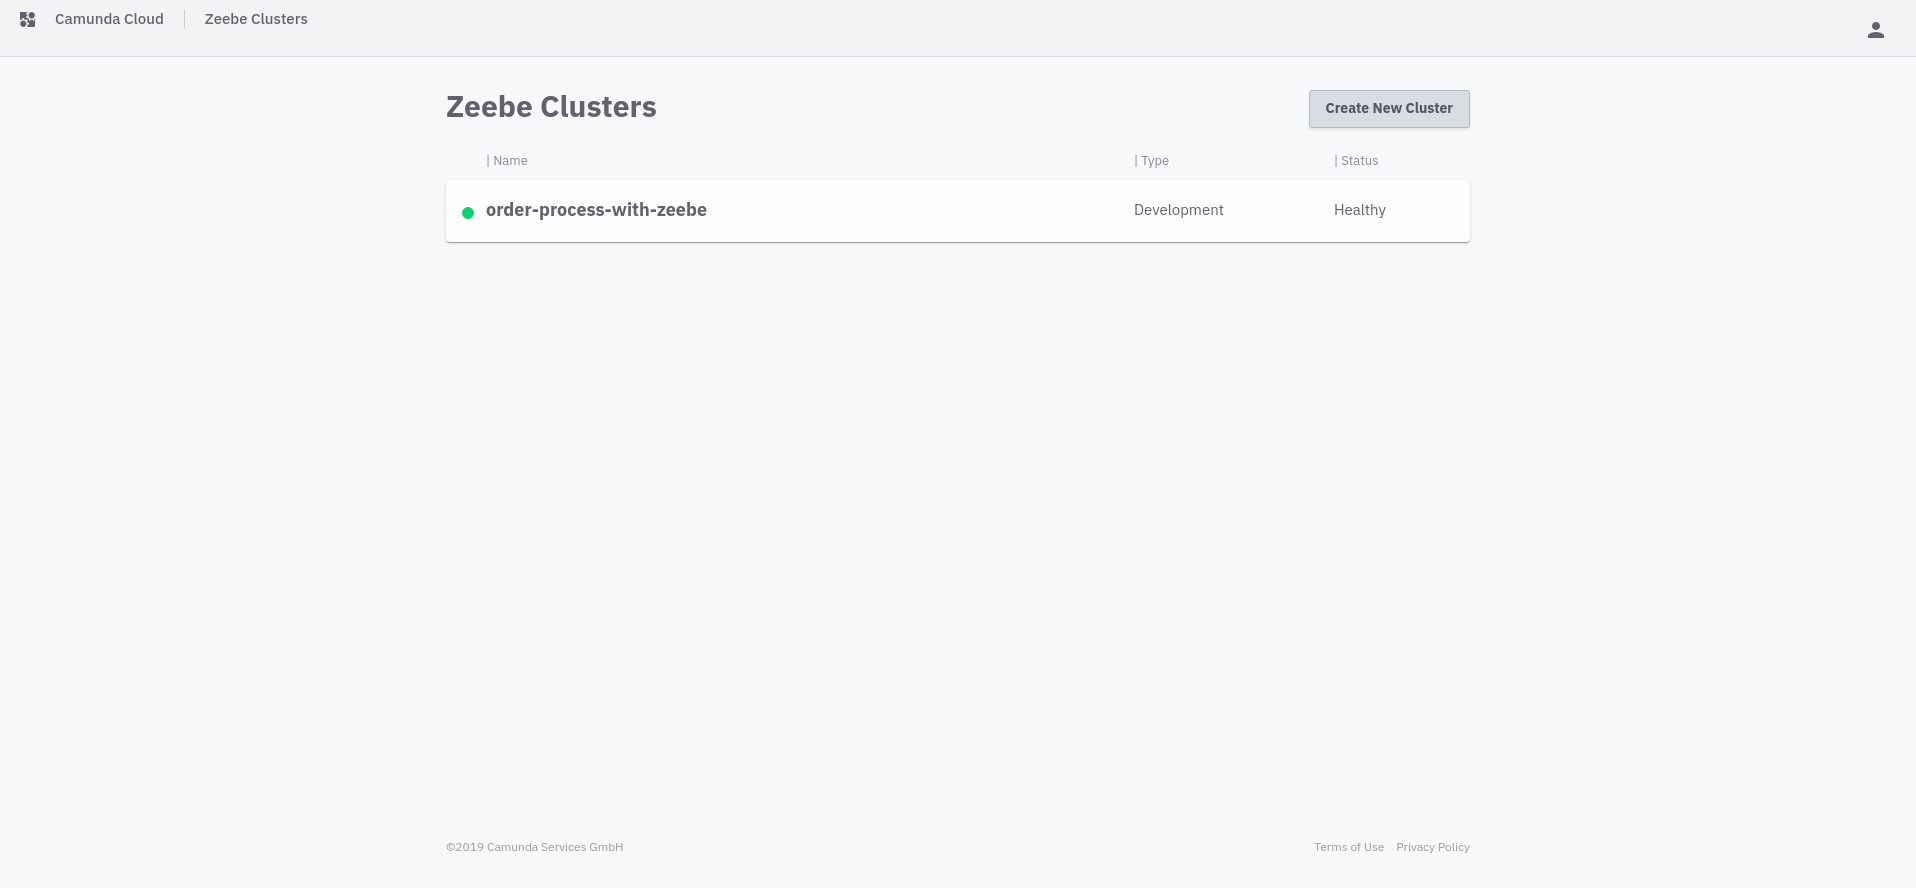 Camunda Cloud | Zeebe Clusters
Zeebe Clusters
Create New Cluster
| Name | Type | Status
order-process-with-zeebe Development Healthy
©2019 Camunda Services GmbH
Terms of Use Privacy Policy